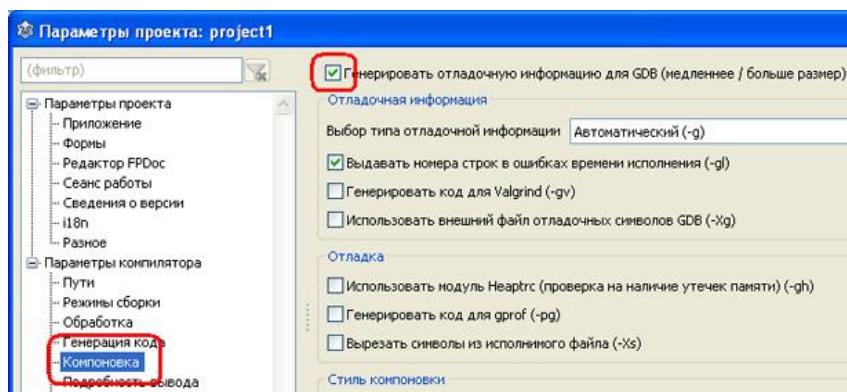 Параметры проекта: project1
(фильтр)
Параметры проекта
Приложение
Формы
Редактор FPDoc
Сеанс работы
Сведения о версии
i18n
Разное
Параметры компилятора
Пути
Режимы сборки
Обработка
Генерация кода
Компоновка
Подробность вывода
Генерировать отладочную информацию для GDB (медленнее / больше размер)
Отладочная информация
Выбор типа отладочной информации Автоматический (-g)
Выдавать номера строк в ошибках времени исполнения (-gl)
Генерировать код для Valgrind (-gv)
Использовать внешний файл отладочных символов GDB (-Xg)
Отладка
Использовать модуль Heaptrc (проверка на наличие утечек памяти) (-gh)
Генерировать код для gprof (-pg)
Вырезать символы из исполнимого файла (-Xs)
Стиль компоновки